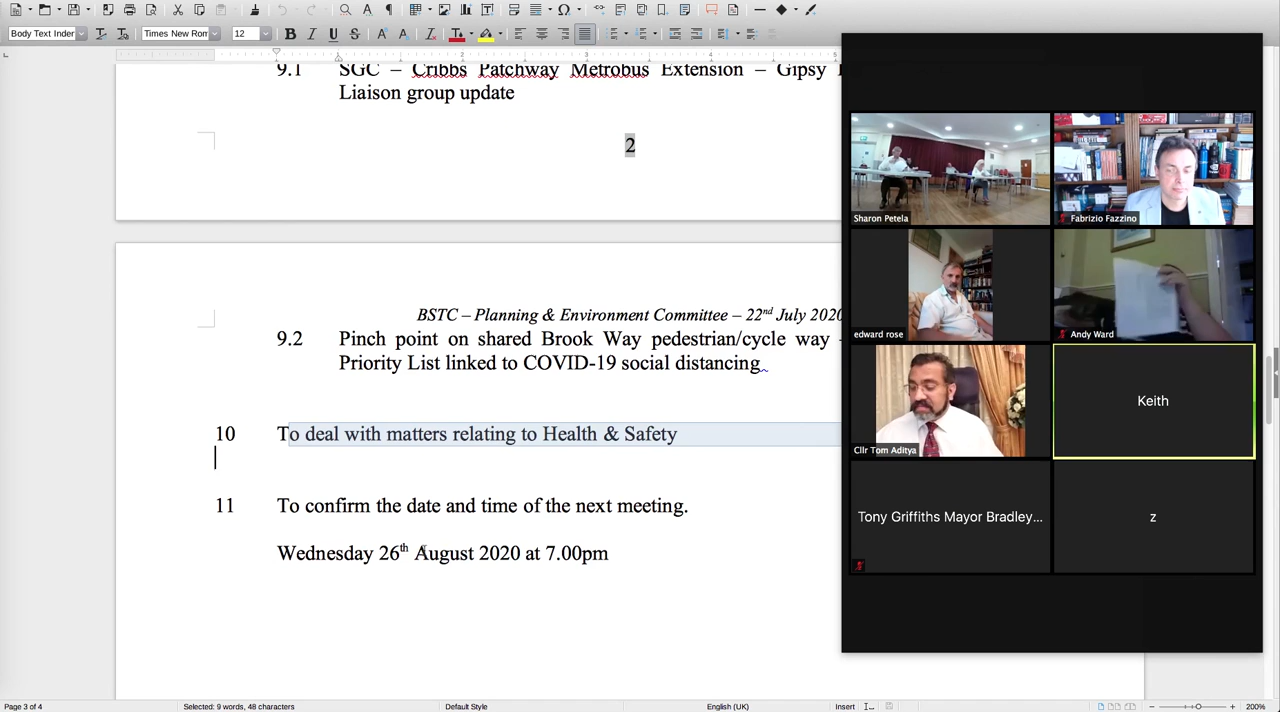 Body Text Inder
Times New Rom
12
9.1 SGC – Cribbs Patchway Metrobus Extension – Gipsy
Liaison group update
2
BSTC – Planning & Environment Committee – 22nd July 2020
9.2 Pinch point on shared Brook Way pedestrian/cycle way –
Priority List linked to COVID-19 social distancing
10 To deal with matters relating to Health & Safety
11 To confirm the date and time of the next meeting.
Wednesday 26th August 2020 at 7.00pm
Sharon Petela
Fabrizio Fazzino
edward rose
Andy Ward
Cllr Tom Aditya
Keith
Tony Griffiths Mayor Bradley...
z
Page 3 of 4
Selected: 9 words, 48 characters
Default Style
English (UK)
Insert
200%